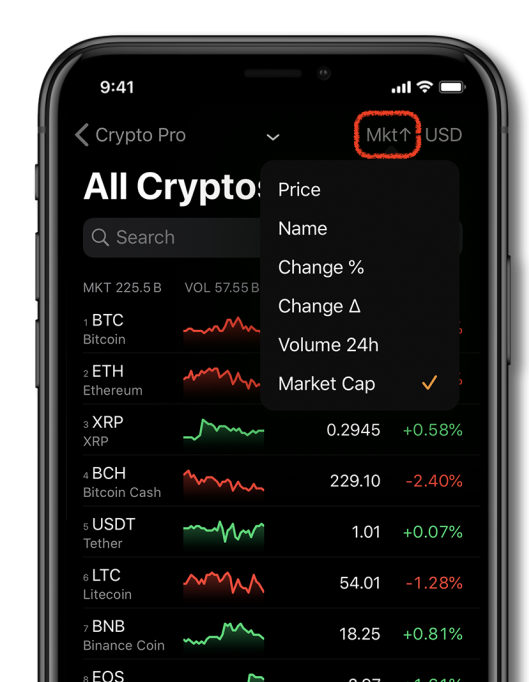 9:41
Crypto Pro
Mkt↑ USD
All Cryptos
Search
Price
Name
Change %
Change Δ
Volume 24h
Market Cap ✓
MKT 225.5 B VOL 57.55 B
1 BTC
Bitcoin
2 ETH
Ethereum
3 XRP 0.2945 +0.58%
XRP
4 BCH 229.10 -2.40%
Bitcoin Cash
5 USDT 1.01 +0.07%
Tether
6 LTC 54.01 -1.28%
Litecoin
7 BNB 18.25 +0.81%
Binance Coin
8 EOS